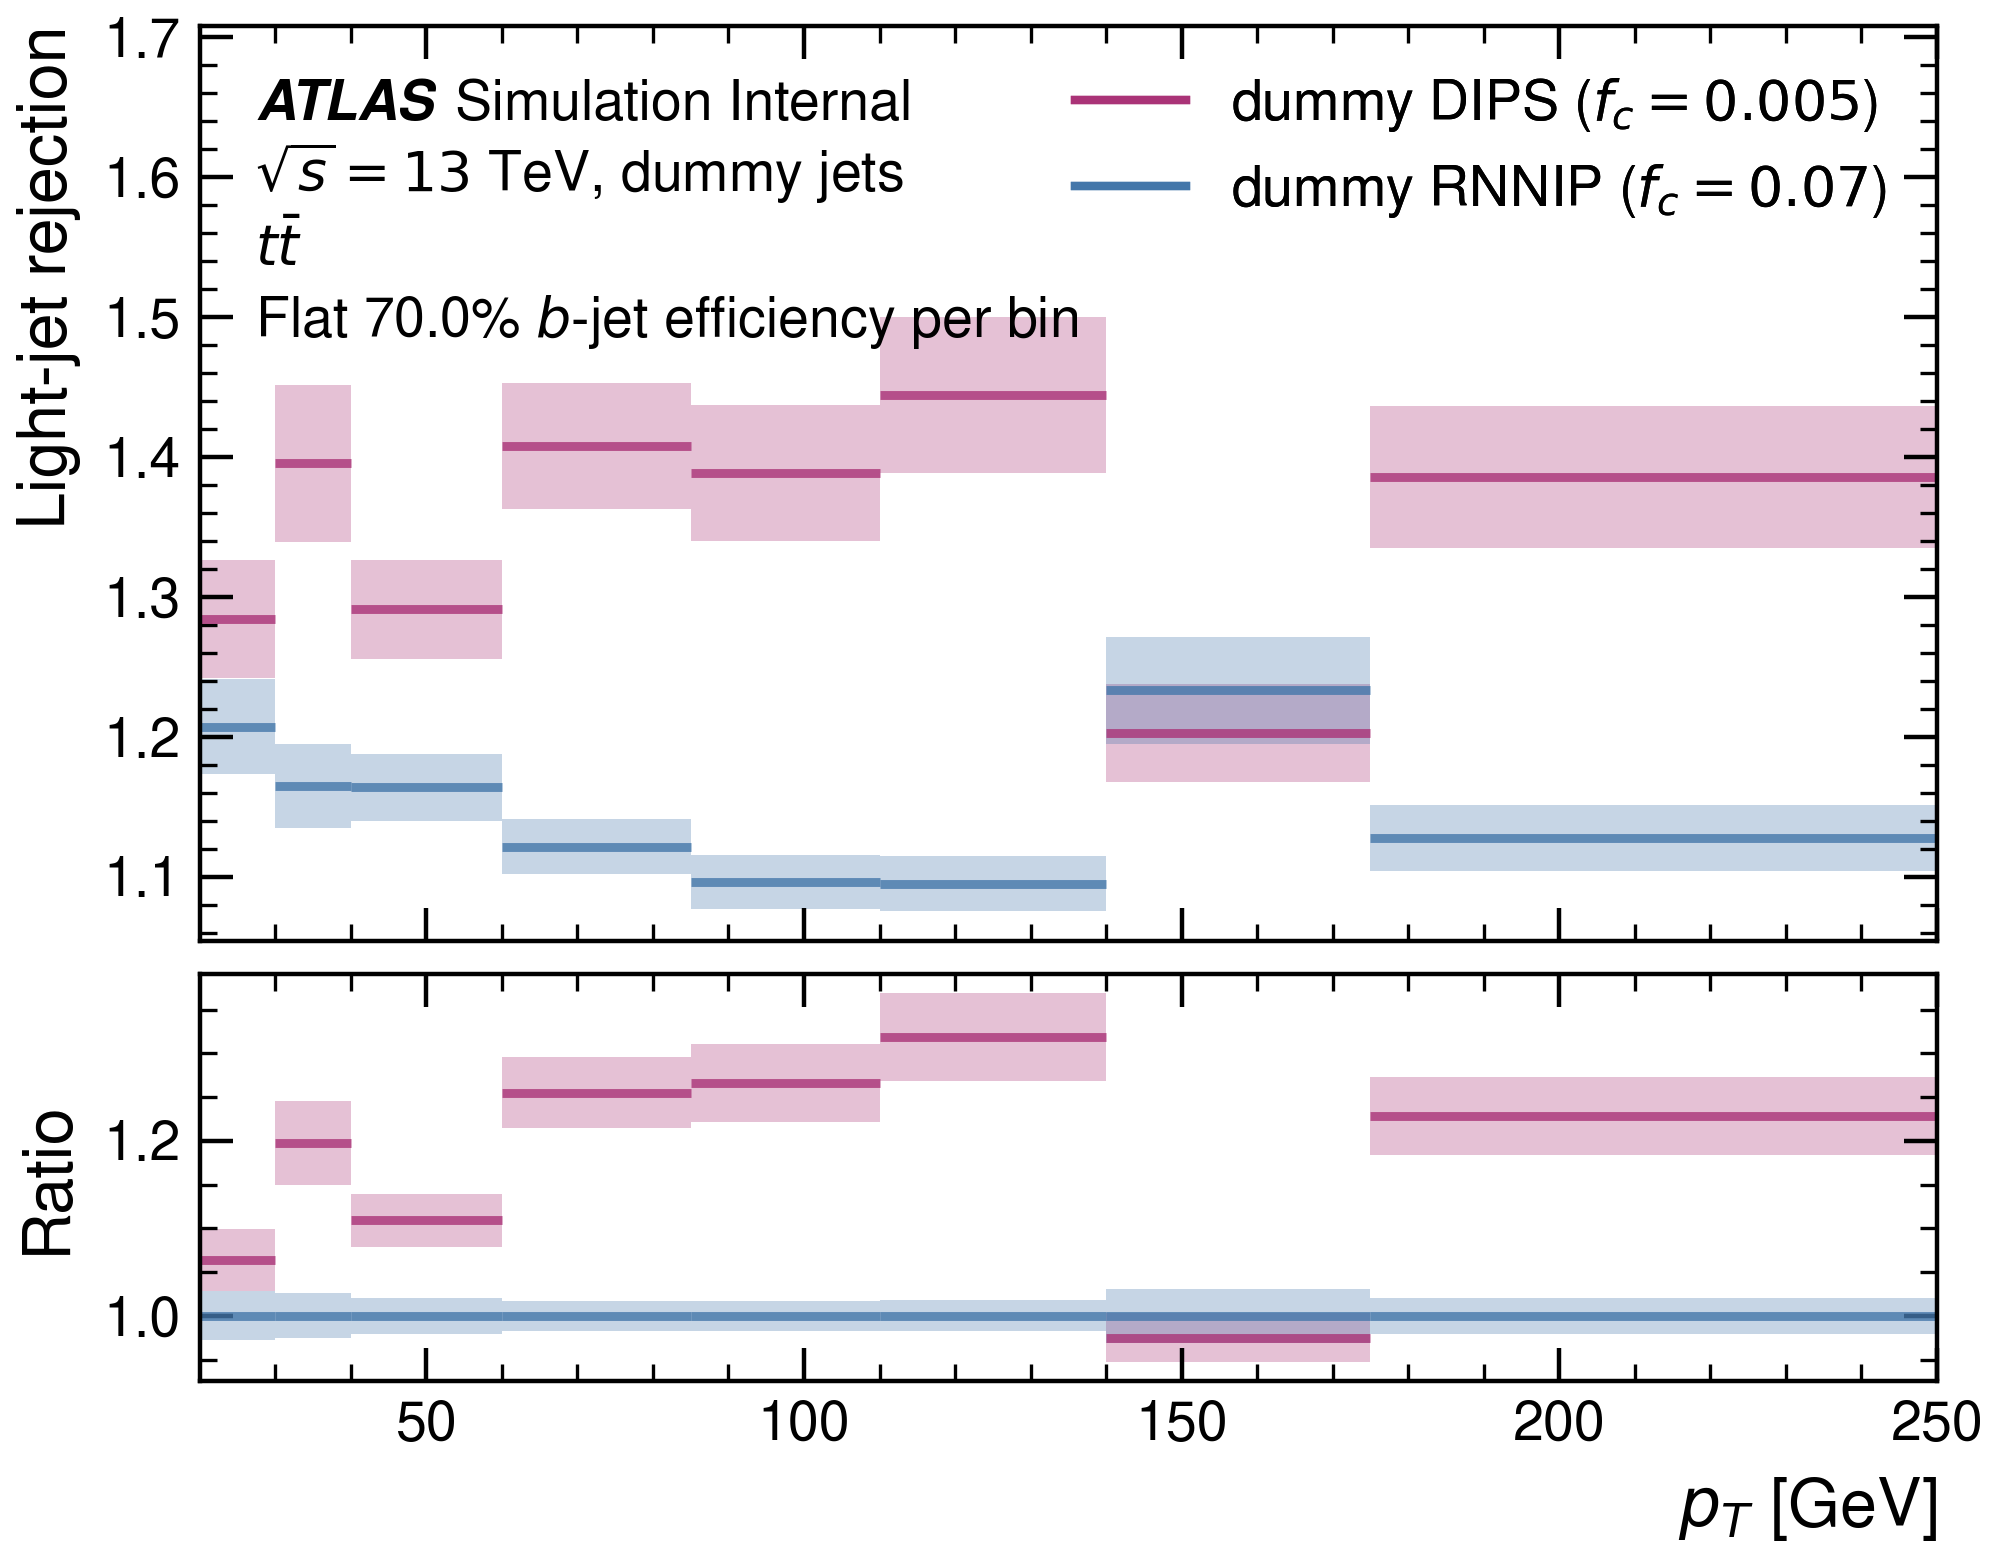 Light-jet rejection
1.7
1.6
1.5
1.4
1.3
1.2
1.1
ATLAS Simulation Internal
√s = 13 TeV, dummy jets
tt̄
Flat 70.0% b-jet efficiency per bin
dummy DIPS (f_c = 0.005)
dummy RNNIP (f_c = 0.07)
Ratio
1.2
1.0
50 100 150 200 250
p_T [GeV]